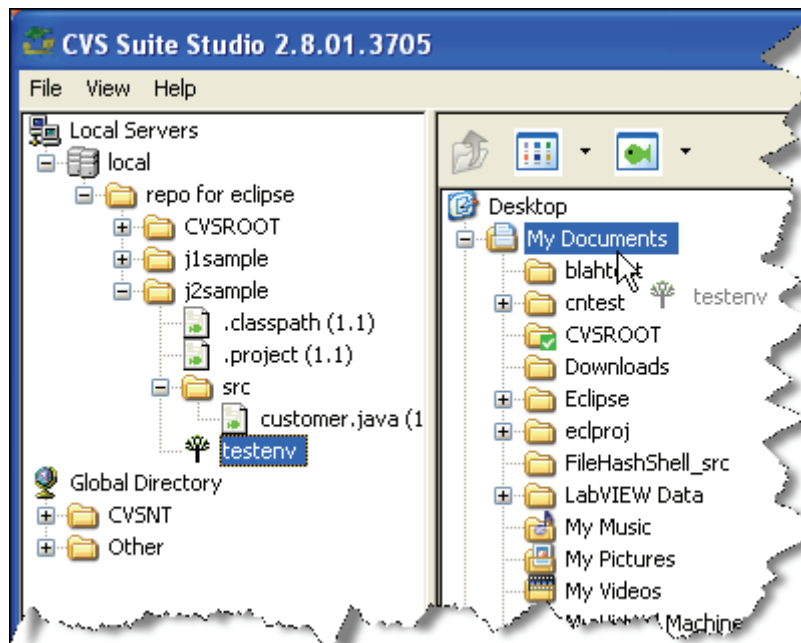 CVS Suite Studio 2.8.01.3705
File View Help
Local Servers
local
repo for eclipse
CVSROOT
j1sample
j2sample
.classpath (1.1)
.project (1.1)
src
customer.java (1
testenv
Global Directory
CVSNT
Other
Desktop
My Documents
testenv
cntest
CVSROOT
Downloads
Eclipse
eclproj
FileHashShell_src
LabVIEW Data
My Music
My Pictures
My Videos
Machine